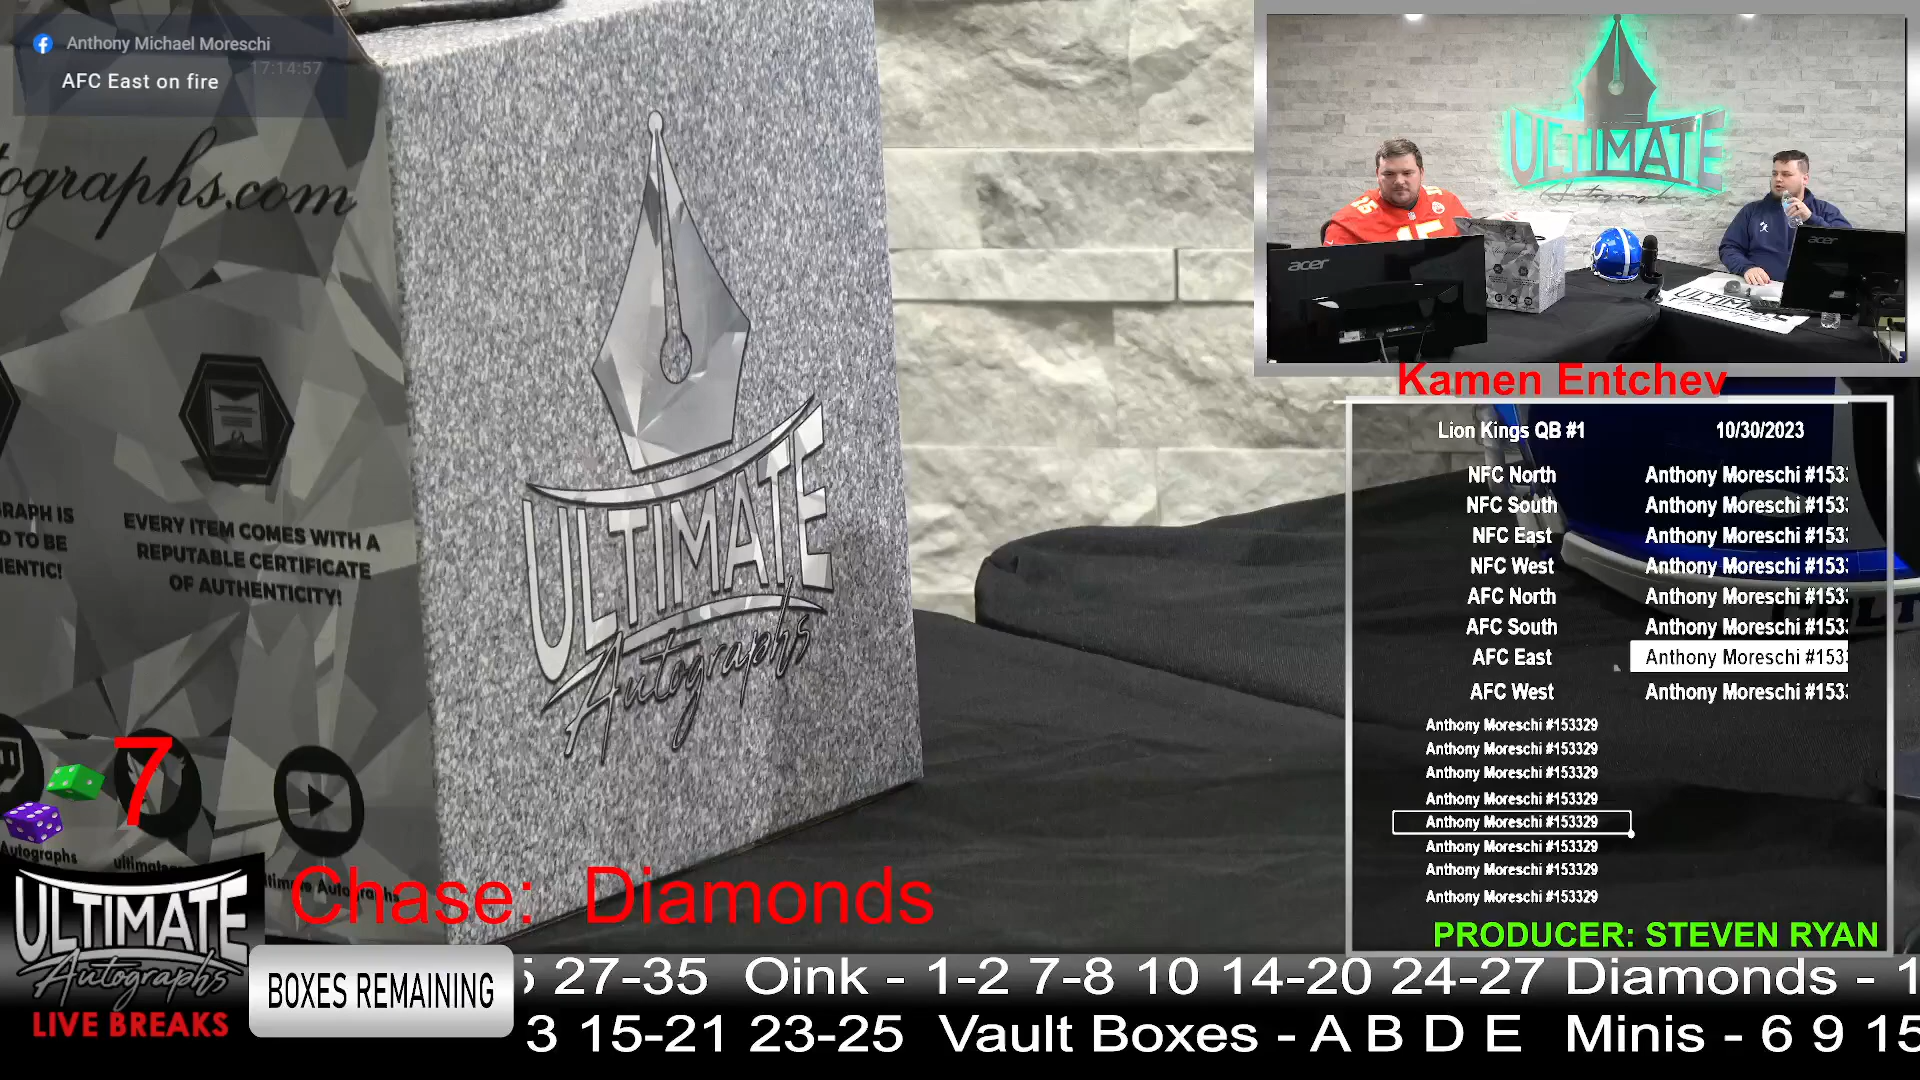 Anthony Michael Moreschi
17:14:57
AFC East on fire
tographs.com
RAPH IS
D TO BE
ENTIC!
EVERY ITEM COMES WITH A
REPUTABLE CERTIFICATE
OF AUTHENTICITY!
ULTIMATE
Autographs
ULTIMATE
Autographs
acer
acer
ULTIMATE
Kamen Entchev
Lion Kings QB #1 10/30/2023
NFC North Anthony Moreschi #153
NFC South Anthony Moreschi #153
NFC East Anthony Moreschi #153
NFC West Anthony Moreschi #153
AFC North Anthony Moreschi #153
AFC South Anthony Moreschi #153
AFC East Anthony Moreschi #153
AFC West Anthony Moreschi #153
Anthony Moreschi #153329
Anthony Moreschi #153329
Anthony Moreschi #153329
Anthony Moreschi #153329
Anthony Moreschi #153329
Anthony Moreschi #153329
Anthony Moreschi #153329
Anthony Moreschi #153329
PRODUCER: STEVEN RYAN
7
Autographs
Chase: Diamonds
ULTIMATE
Autographs
LIVE BREAKS
BOXES REMAINING
27-35 Oink - 1-2 7-8 10 14-20 24-27 Diamonds - 1
3 15-21 23-25 Vault Boxes - A B D E Minis - 6 9 15